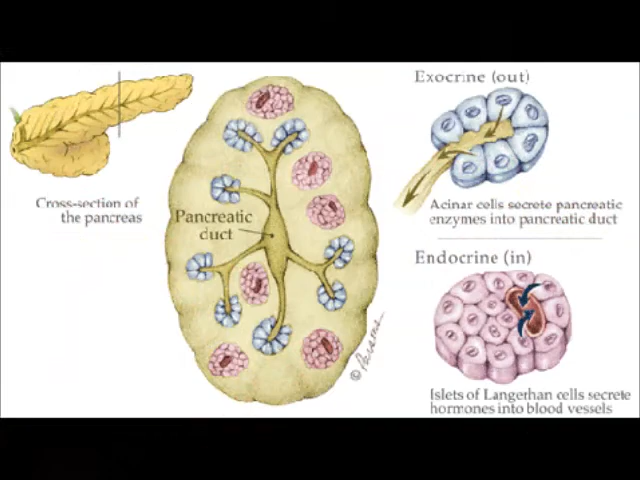 Cross-section of
the pancreas
Pancreatic
duct
©
Exocrine (out)
Acinar cells secrete pancreatic
enzymes into pancreatic duct
Endocrine (in)
Islets of Langerhan cells secrete
hormones into blood vessels